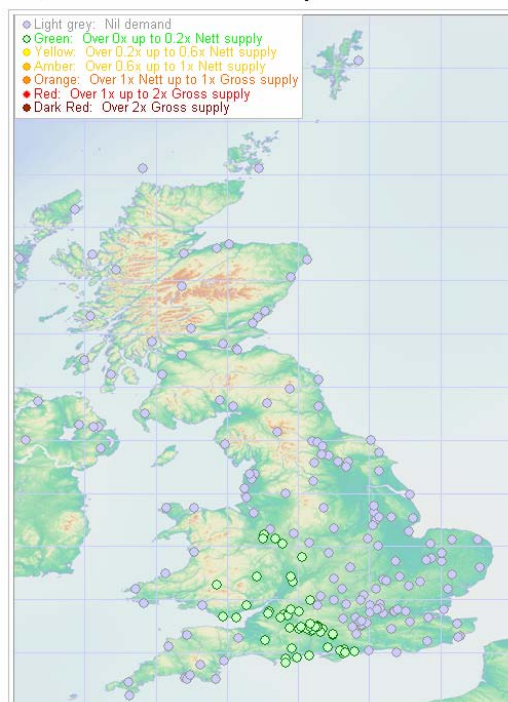 Light grey: Nil demand
Green: Over 0x up to 0.2x Nett supply
Yellow: Over 0.2x up to 0.6x Nett supply
Amber: Over 0.6x up to 1x Nett supply
Orange: Over 1x Nett up to 1x Gross supply
Red: Over 1x up to 2x Gross supply
Dark Red: Over 2x Gross supply